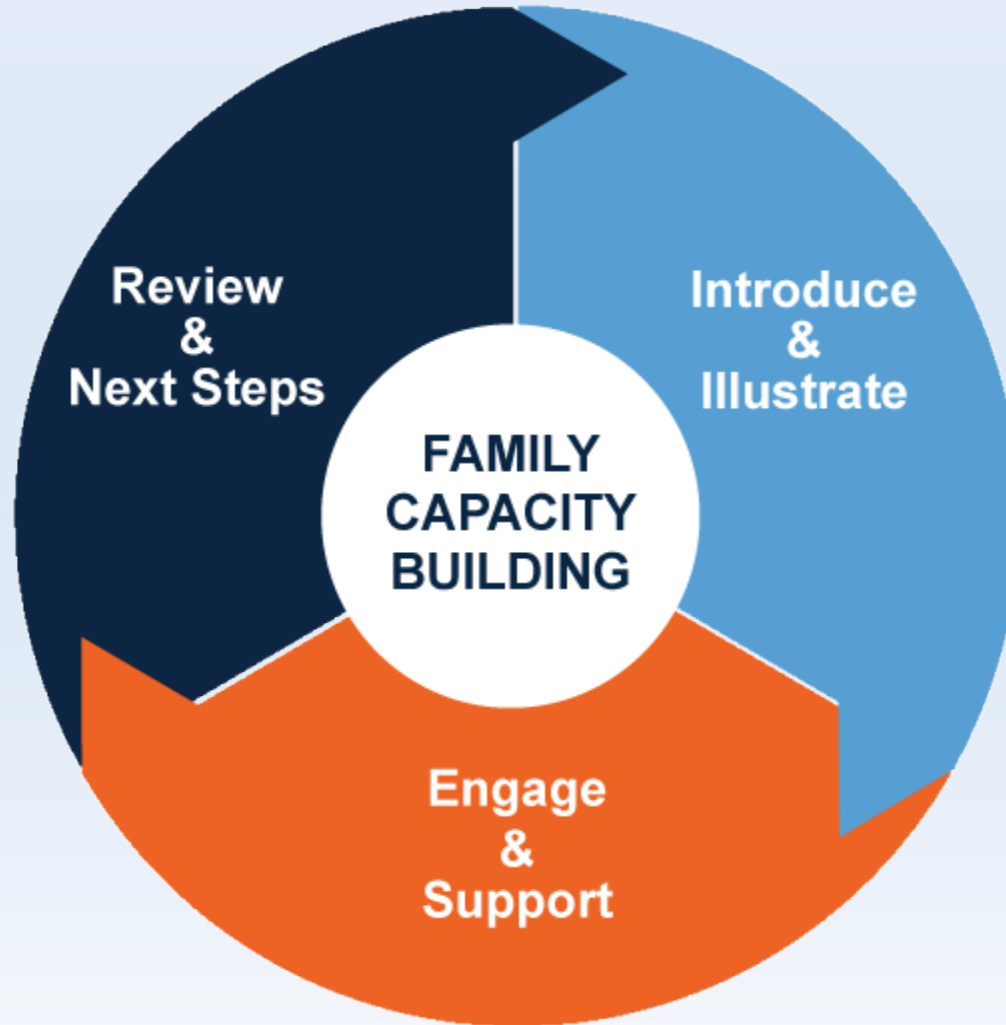 Review
&
Next Steps
Introduce
&
Illustrate
FAMILY
CAPACITY
BUILDING
Engage
&
Support